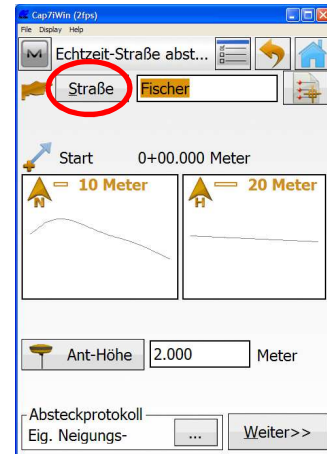 Cap7iWin (2fps)
File Display Help
M Echtzeit-Straße abst...
Straße Fischer
Start 0+00.000 Meter
10 Meter 20 Meter
N H
Ant-Höhe 2.000 Meter
Absteckprotokoll
Eig. Neigungs- ... Weiter>>